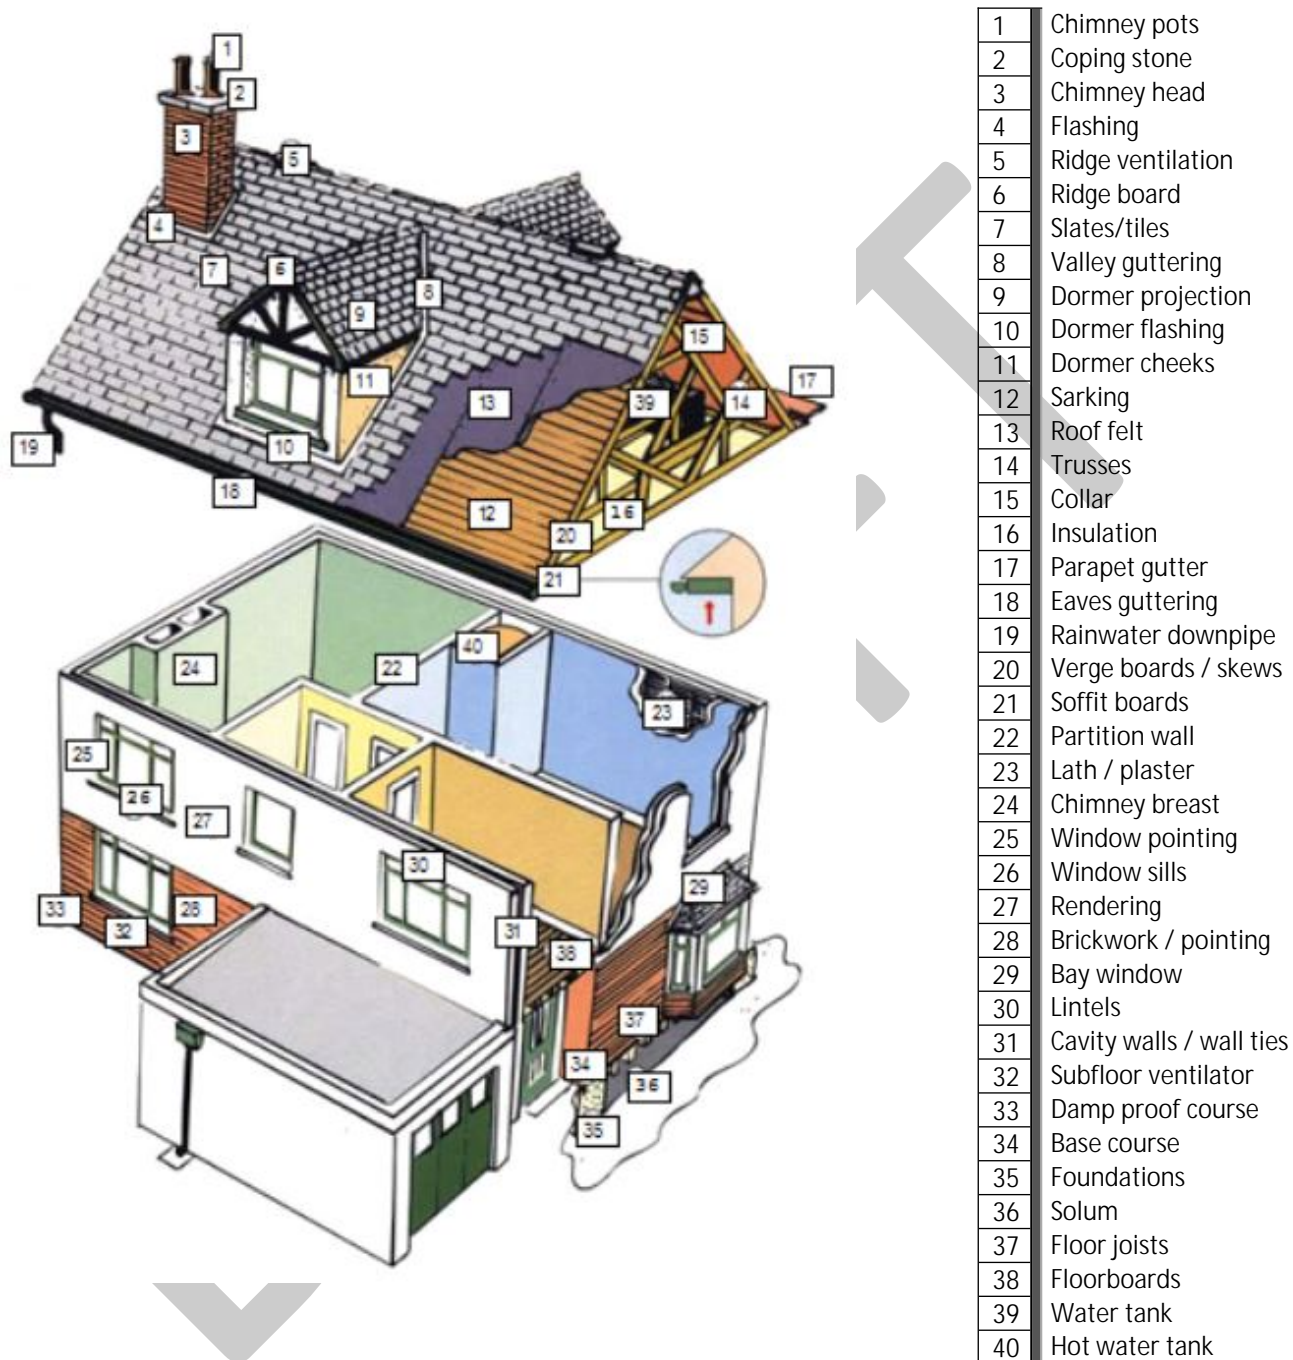 1
2
3
4
5
6
7
8
9
10
11
12
13
14
15
16
17
18
19
20
21
22
23
24
25
26
27
28
29
30
31
32
33
34
35
36
37
38
39
40
1 Chimney pots
2 Coping stone
3 Chimney head
4 Flashing
5 Ridge ventilation
6 Ridge board
7 Slates/tiles
8 Valley guttering
9 Dormer projection
10 Dormer flashing
11 Dormer cheeks
12 Sarking
13 Roof felt
14 Trusses
15 Collar
16 Insulation
17 Parapet gutter
18 Eaves guttering
19 Rainwater downpipe
20 Verge boards / skews
21 Soffit boards
22 Partition wall
23 Lath / plaster
24 Chimney breast
25 Window pointing
26 Window sills
27 Rendering
28 Brickwork / pointing
29 Bay window
30 Lintels
31 Cavity walls / wall ties
32 Subfloor ventilator
33 Damp proof course
34 Base course
35 Foundations
36 Solum
37 Floor joists
38 Floorboards
39 Water tank
40 Hot water tank